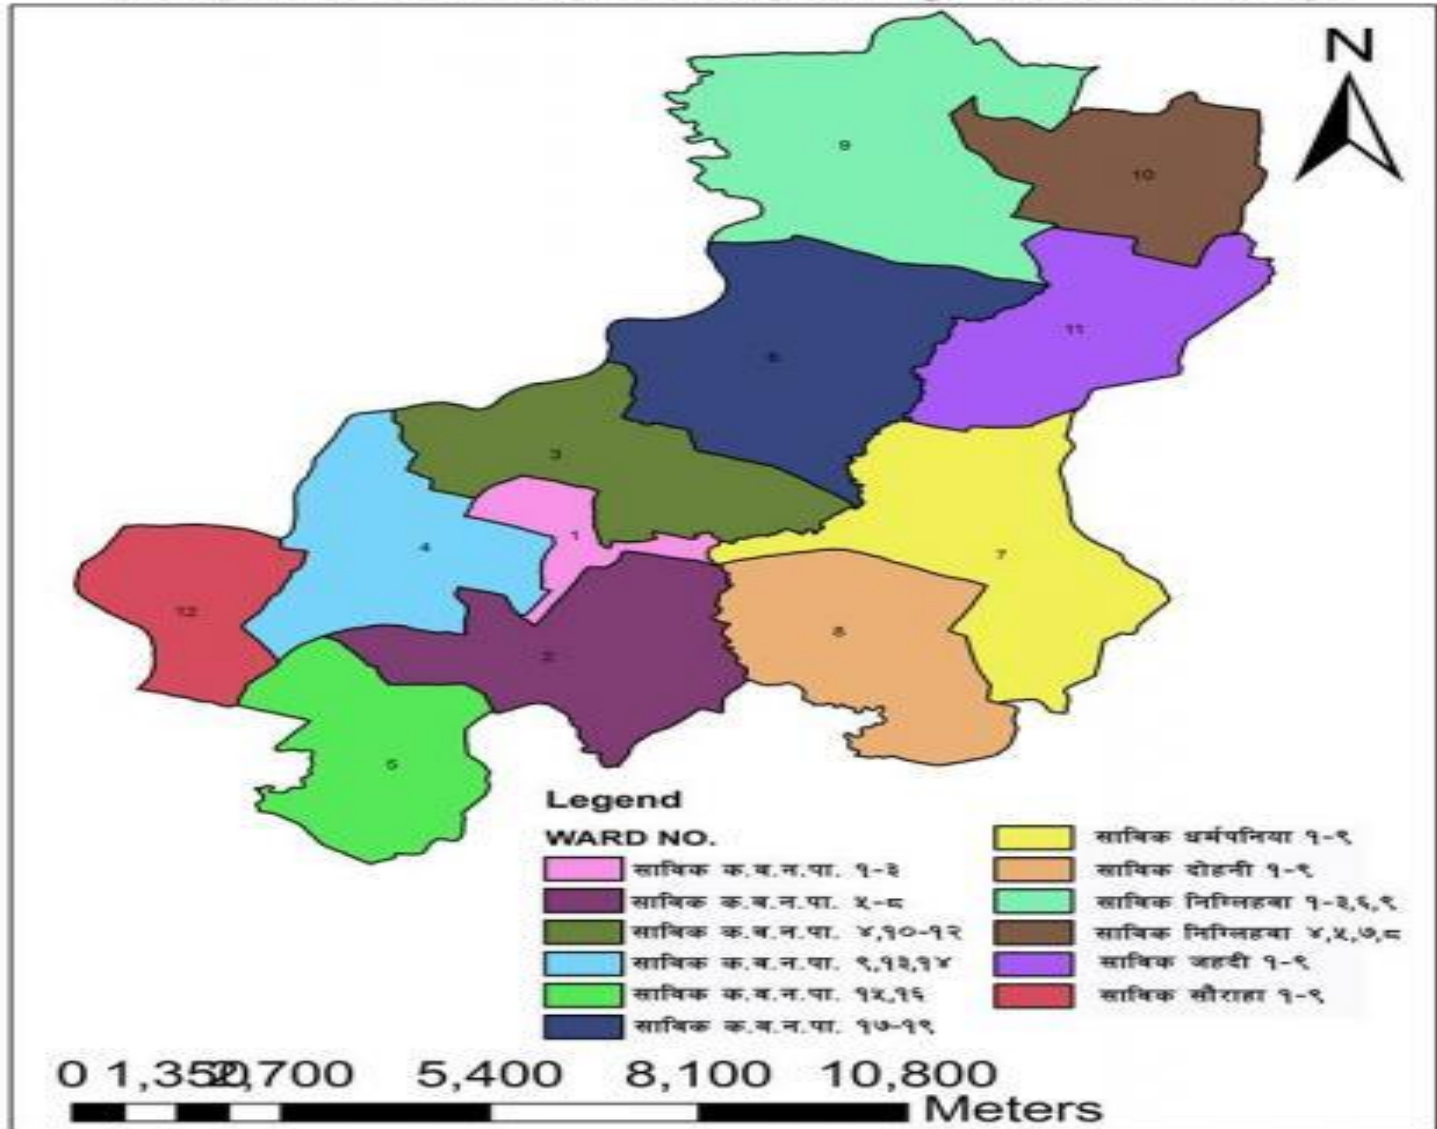 N
9
10
11
6
3
1
4
7
12
8
2
5
Legend
WARD NO.
साविक क.ब.न.पा. १-३
साविक क.ब.न.पा. ५-८
साविक क.ब.न.पा. ४,१०-१२
साविक क.ब.न.पा. ९,१३,१४
साविक क.ब.न.पा. १५,१६
साविक क.ब.न.पा. १७-१९
साविक धर्मपनिया १-९
साविक दोहनी १-९
साविक निग्लिहवा १-३,६,९
साविक निग्लिहवा ४,५,७,८
साविक जहदी १-९
साविक सौराहा १-९
0 1,350 2,700 5,400 8,100 10,800
Meters